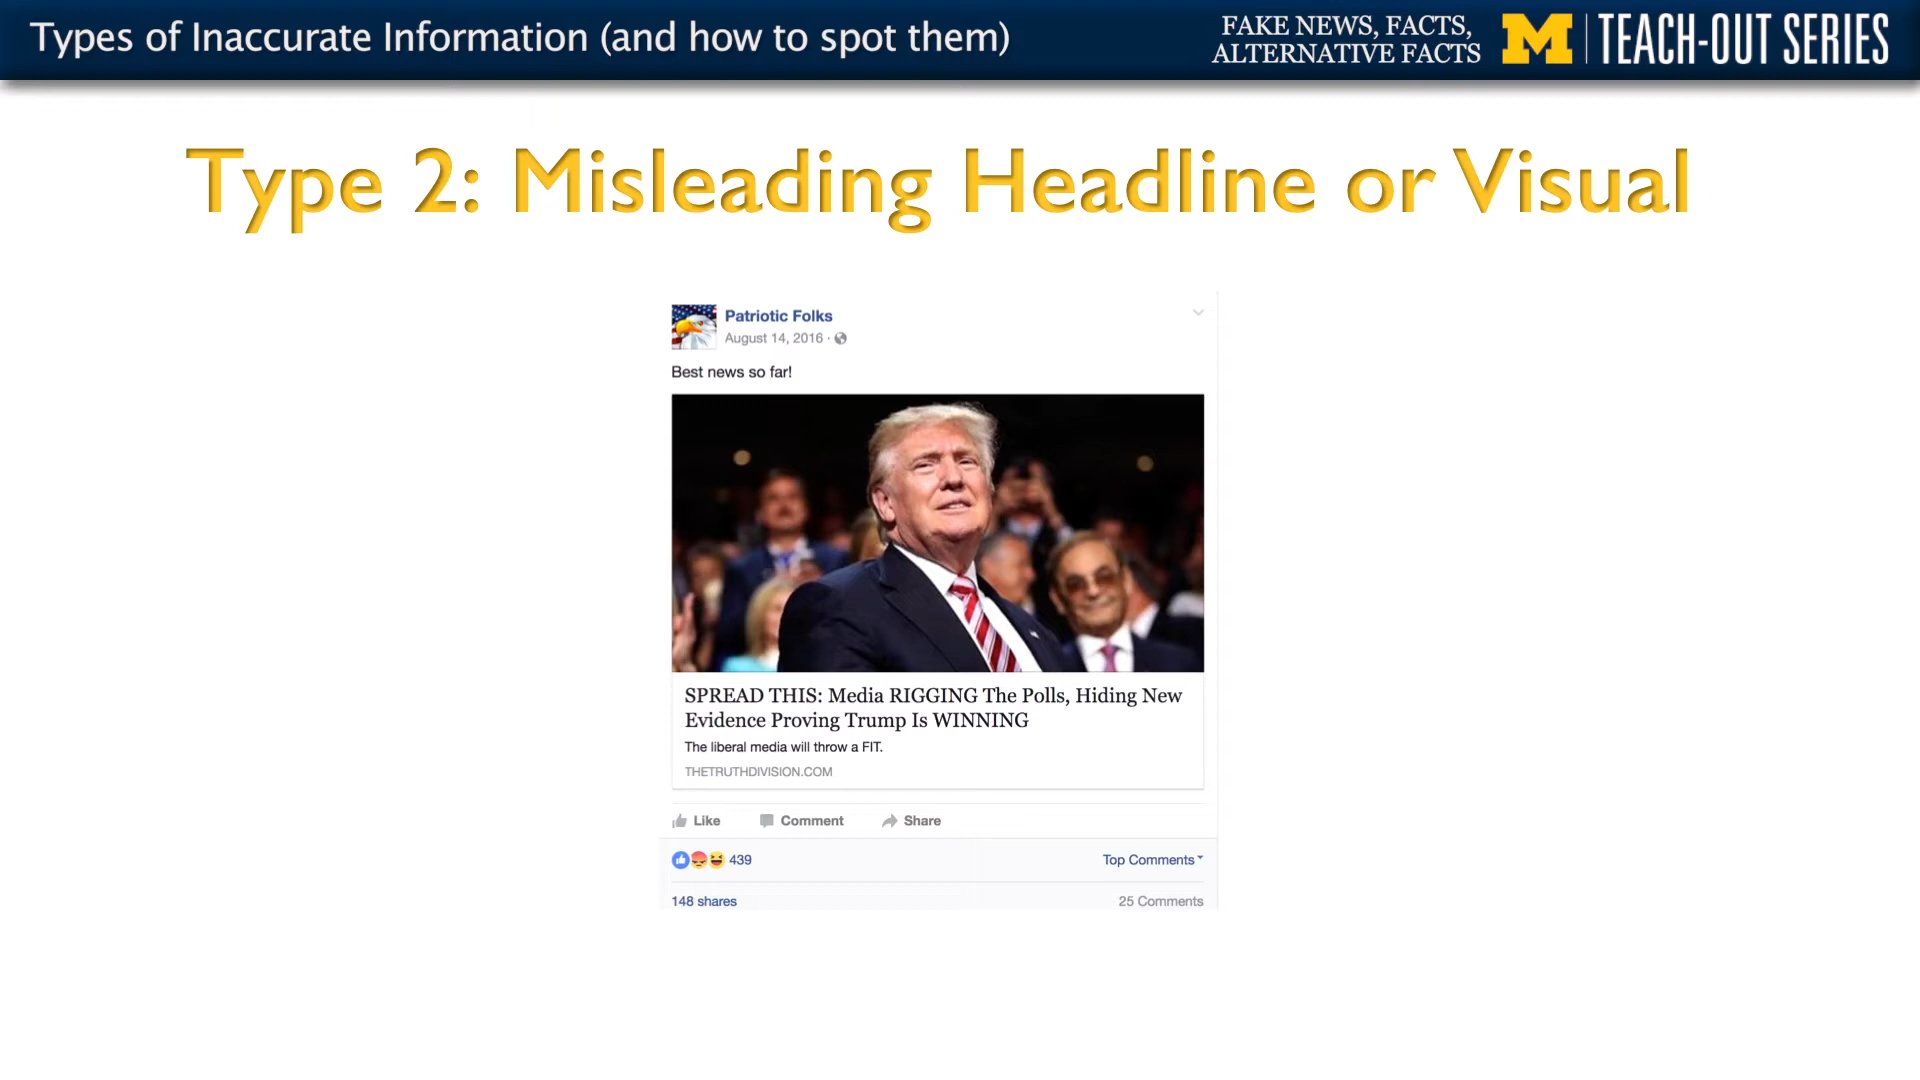 Types of Inaccurate Information (and how to spot them)
FAKE NEWS, FACTS,
ALTERNATIVE FACTS
M
TEACH-OUT SERIES
Type 2: Misleading Headline or Visual
Patriotic Folks
August 14, 2016 ·
Best news so far!
SPREAD THIS: Media RIGGING The Polls, Hiding New
Evidence Proving Trump Is WINNING
The liberal media will throw a FIT.
THETRUTHDIVISION.COM
Like Comment Share
439 Top Comments
148 shares 25 Comments